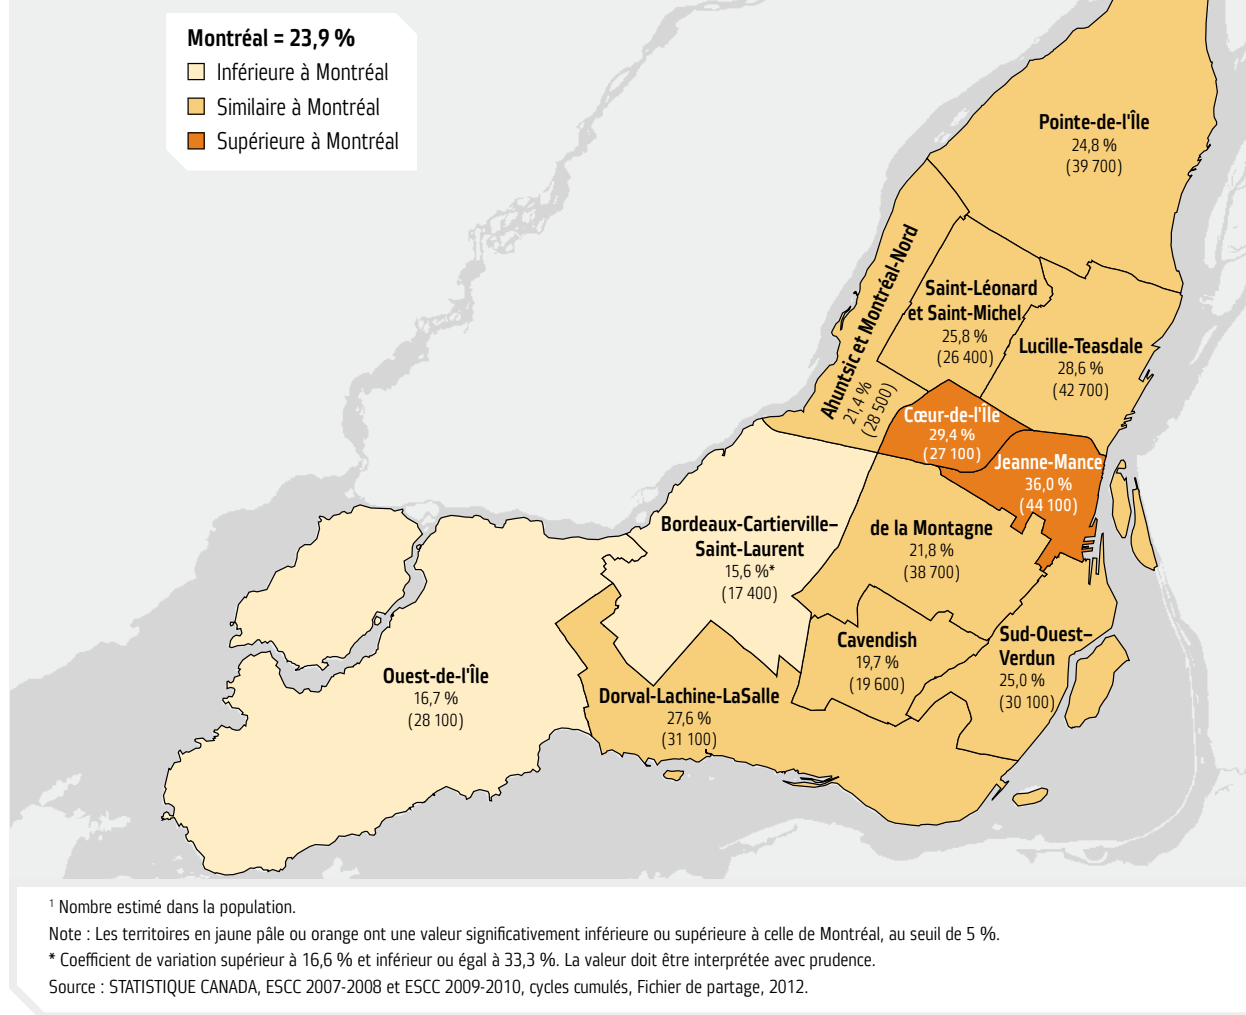 Montréal = 23,9 %
Inférieure à Montréal
Similaire à Montréal
Supérieure à Montréal
Pointe-de-l'Île
24,8 %
(39 700)
Ahuntsic et Montréal-Nord
21,4 %
(28 500)
Saint-Léonard
et Saint-Michel
25,8 %
(26 400)
Lucille-Teasdale
28,6 %
(42 700)
Cœur-de-l'Île
29,4 %
(27 100)
Jeanne-Mance
36,0 %
(44 100)
Bordeaux-Cartierville–
Saint-Laurent
15,6 %*
(17 400)
de la Montagne
21,8 %
(38 700)
Cavendish
19,7 %
(19 600)
Sud-Ouest–
Verdun
25,0 %
(30 100)
Ouest-de-l'Île
16,7 %
(28 100)
Dorval-Lachine-LaSalle
27,6 %
(31 100)
¹ Nombre estimé dans la population.
Note : Les territoires en jaune pâle ou orange ont une valeur significativement inférieure ou supérieure à celle de Montréal, au seuil de 5 %.
* Coefficient de variation supérieur à 16,6 % et inférieur ou égal à 33,3 %. La valeur doit être interprétée avec prudence.
Source : STATISTIQUE CANADA, ESCC 2007-2008 et ESCC 2009-2010, cycles cumulés, Fichier de partage, 2012.